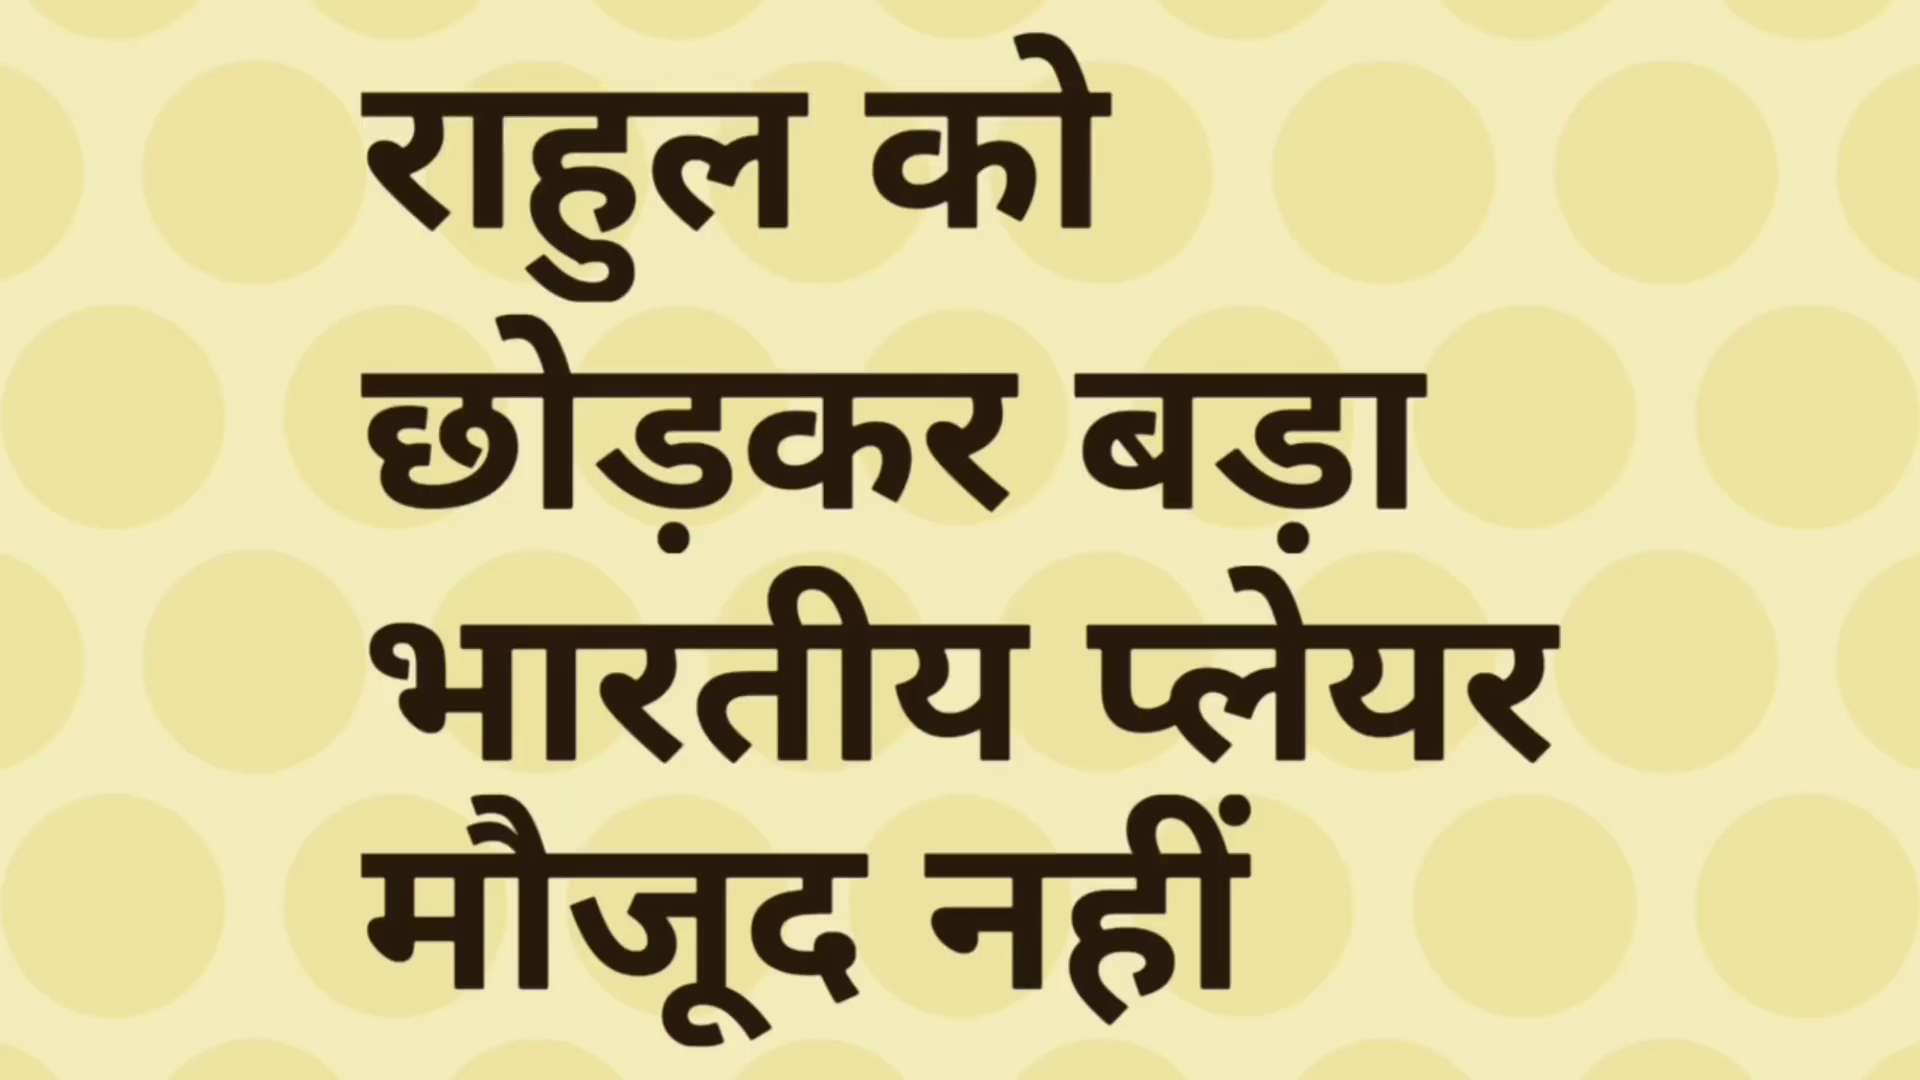 राहुल को
छोड़कर बड़ा
भारतीय प्लेयर
मौजूद नहीं